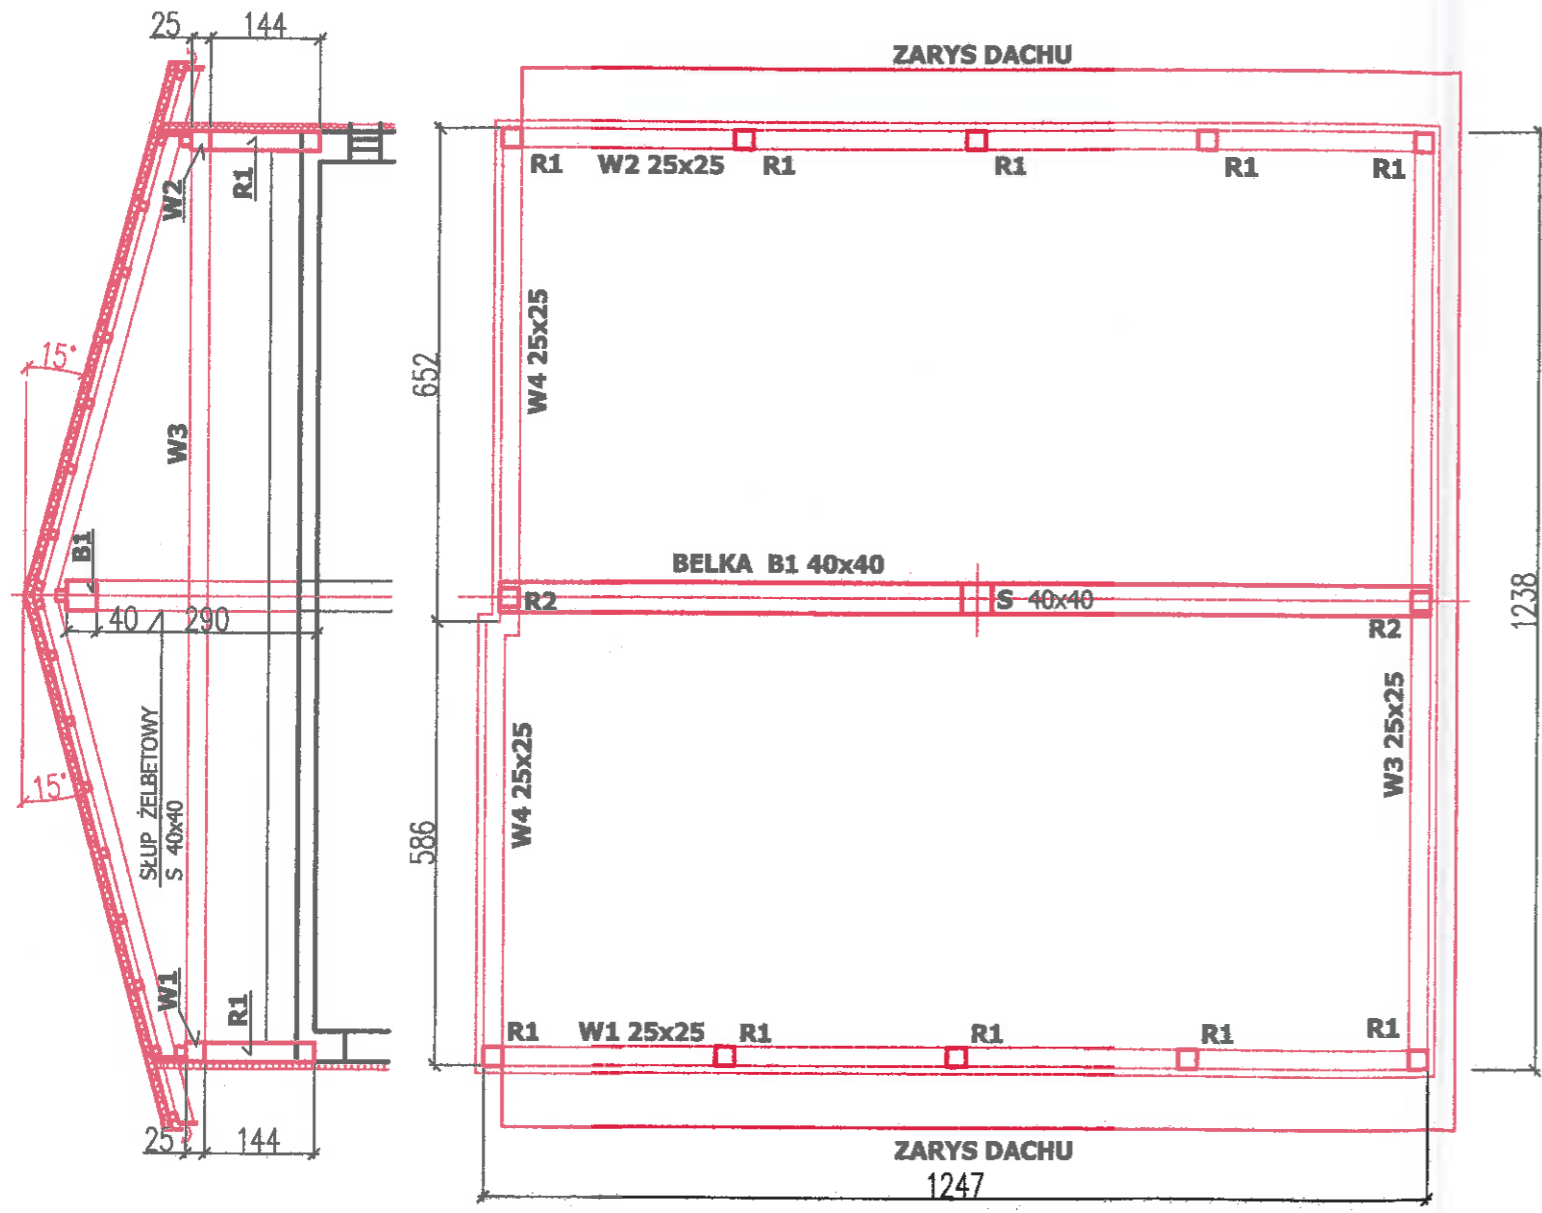 25
144
ZARYS DACHU
R1
W2 25x25
R1
R1
R1
R1
W2
R1
W4 25x25
652
15°
W3
B1
BELKA B1 40x40
R2
S 40x40
R2
40
290
1238
SŁUP ŻELBETOWY
S 40x40
15°
W4 25x25
W3 25x25
586
W1
R1
R1
W1 25x25
R1
R1
R1
R1
25
144
ZARYS DACHU
1247